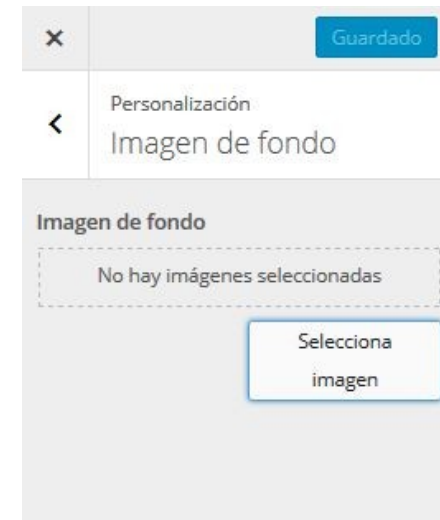 Guardado
Personalización
Imagen de fondo
Imagen de fondo
No hay imágenes seleccionadas
Selecciona
imagen